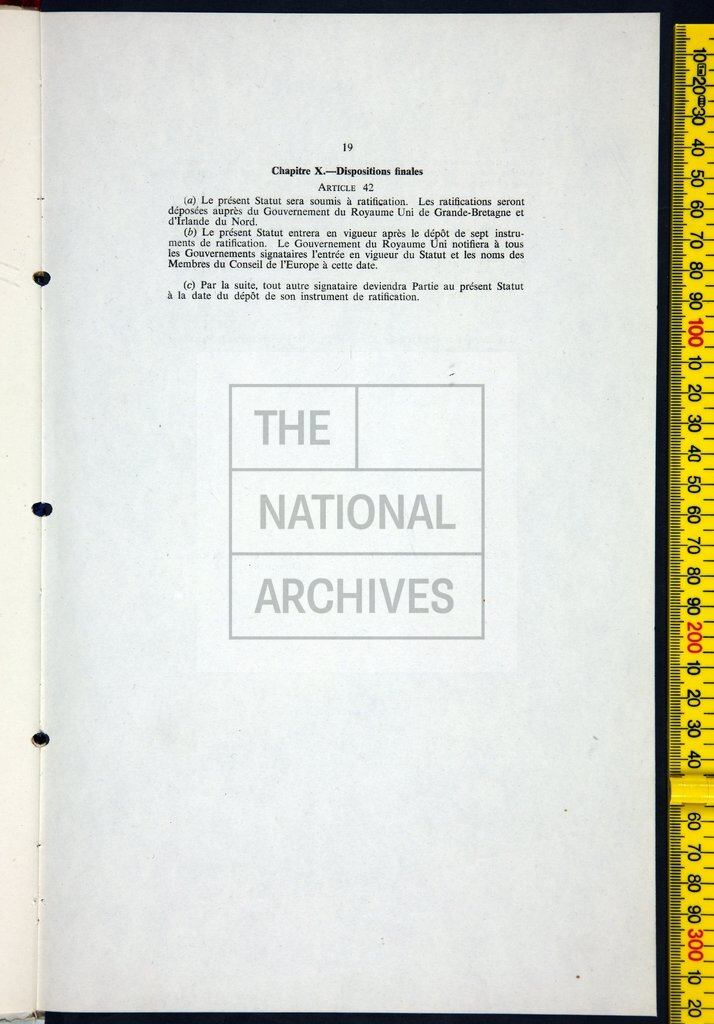 19
Chapitre X.—Dispositions finales
ARTICLE 42
(a) Le présent Statut sera soumis à ratification. Les ratifications seront
déposées auprès du Gouvernement du Royaume Uni de Grande-Bretagne et
d'Irlande du Nord.
(b) Le présent Statut entrera en vigueur après le dépôt de sept instru-
ments de ratification. Le Gouvernement du Royaume Uni notifiera à tous
les Gouvernements signataires l'entrée en vigueur du Statut et les noms des
Membres du Conseil de l'Europe à cette date.
(c) Par la suite, tout autre signataire deviendra Partie au présent Statut
à la date du dépôt de son instrument de ratification.
THE
NATIONAL
ARCHIVES
10 20 30 40 50 60 70 80 90 100 10 20 30 40 50 60 70 80 90 200 10 20 30 40 60 70 80 90 300 10 20